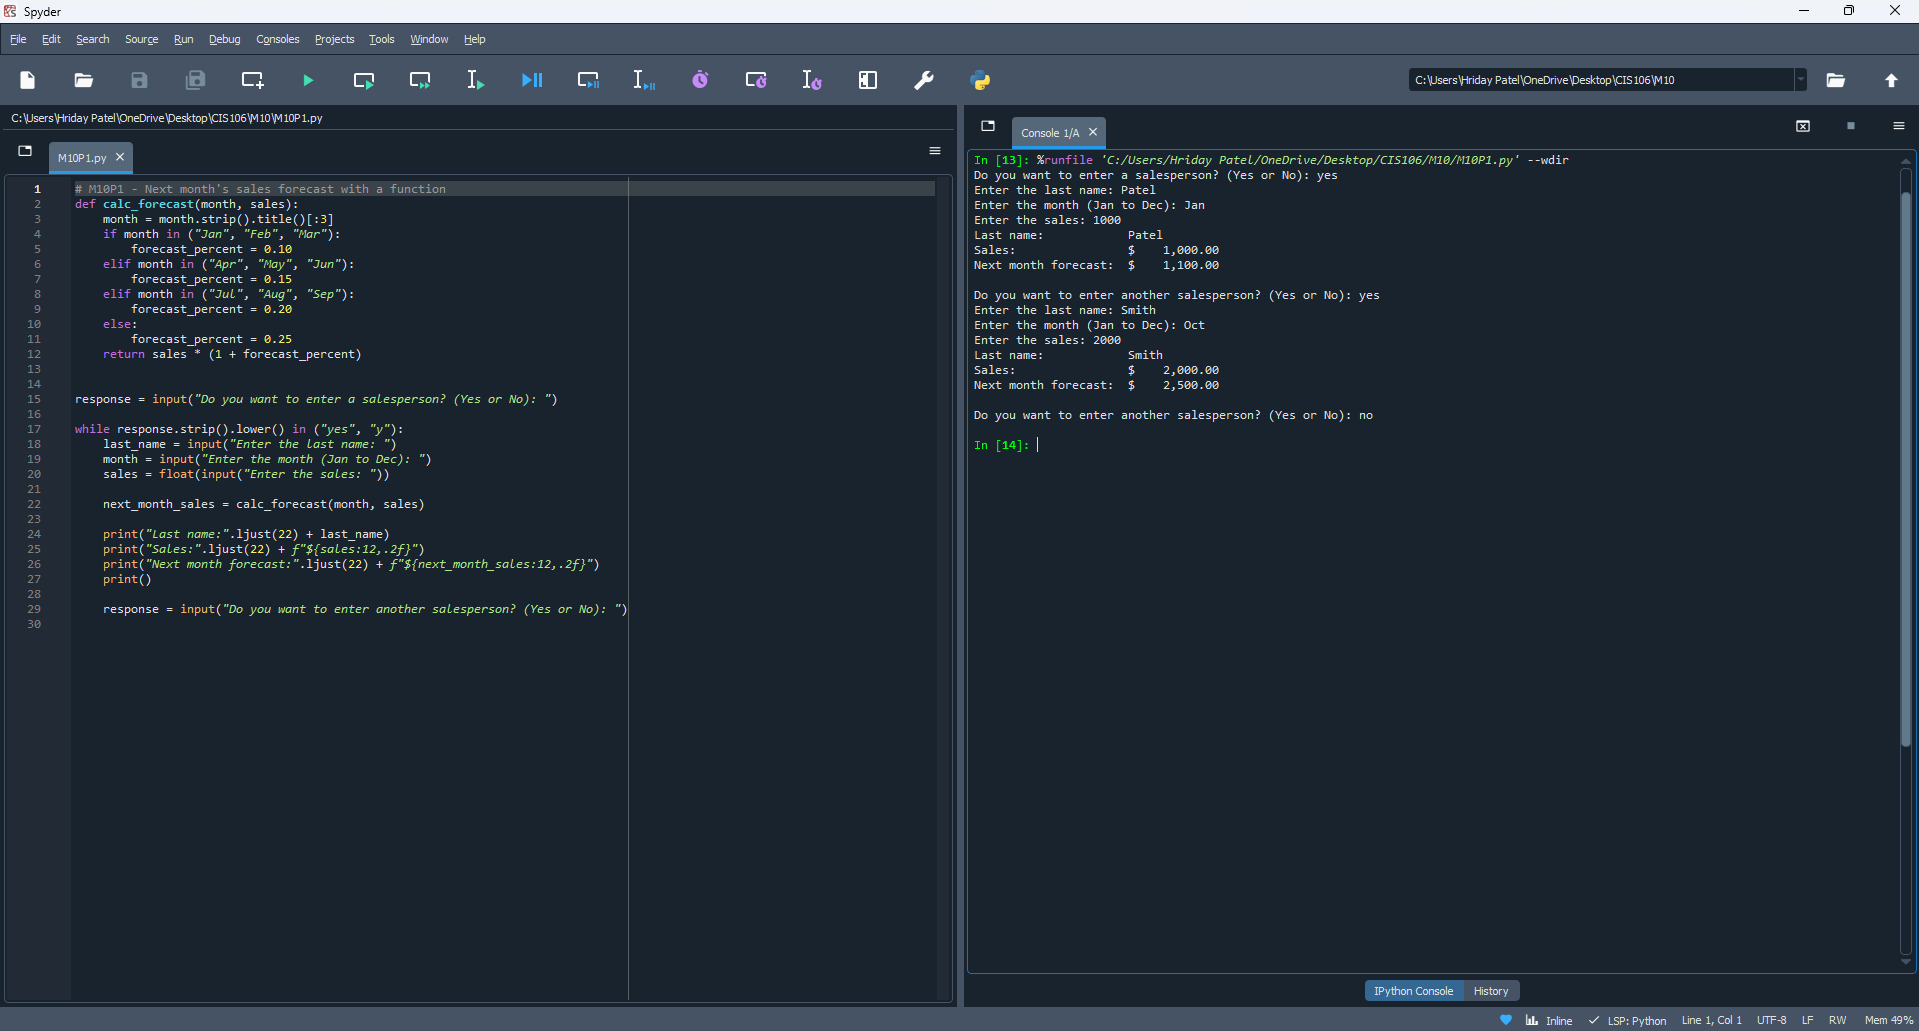 Spyder
File Edit Search Source Run Debug Consoles Projects Tools Window Help
C:\Users\Hriday Patel\OneDrive\Desktop\CIS106\M10
C:\Users\Hriday Patel\OneDrive\Desktop\CIS106\M10\M10P1.py
M10P1.py
1 # M10P1 - Next month's sales forecast with a function
2 def calc_forecast(month, sales):
3     month = month.strip().title()[:3]
4     if month in ("Jan", "Feb", "Mar"):
5         forecast_percent = 0.10
6     elif month in ("Apr", "May", "Jun"):
7         forecast_percent = 0.15
8     elif month in ("Jul", "Aug", "Sep"):
9         forecast_percent = 0.20
10     else:
11         forecast_percent = 0.25
12     return sales * (1 + forecast_percent)
13
14
15 response = input("Do you want to enter a salesperson? (Yes or No): ")
16
17 while response.strip().lower() in ("yes", "y"):
18     last_name = input("Enter the last name: ")
19     month = input("Enter the month (Jan to Dec): ")
20     sales = float(input("Enter the sales: "))
21
22     next_month_sales = calc_forecast(month, sales)
23
24     print("Last name:".ljust(22) + last_name)
25     print("Sales:".ljust(22) + f"${sales:12,.2f}")
26     print("Next month forecast:".ljust(22) + f"${next_month_sales:12,.2f}")
27     print()
28
29     response = input("Do you want to enter another salesperson? (Yes or No): ")
30
Console 1/A
In [13]: %runfile 'C:/Users/Hriday Patel/OneDrive/Desktop/CIS106/M10/M10P1.py' --wdir
Do you want to enter a salesperson? (Yes or No): yes
Enter the last name: Patel
Enter the month (Jan to Dec): Jan
Enter the sales: 1000
Last name:            Patel
Sales:                $    1,000.00
Next month forecast:  $    1,100.00
Do you want to enter another salesperson? (Yes or No): yes
Enter the last name: Smith
Enter the month (Jan to Dec): Oct
Enter the sales: 2000
Last name:            Smith
Sales:                $    2,000.00
Next month forecast:  $    2,500.00
Do you want to enter another salesperson? (Yes or No): no
In [14]:
IPython Console History
Inline LSP: Python Line 1, Col 1 UTF-8 LF RW Mem 49%